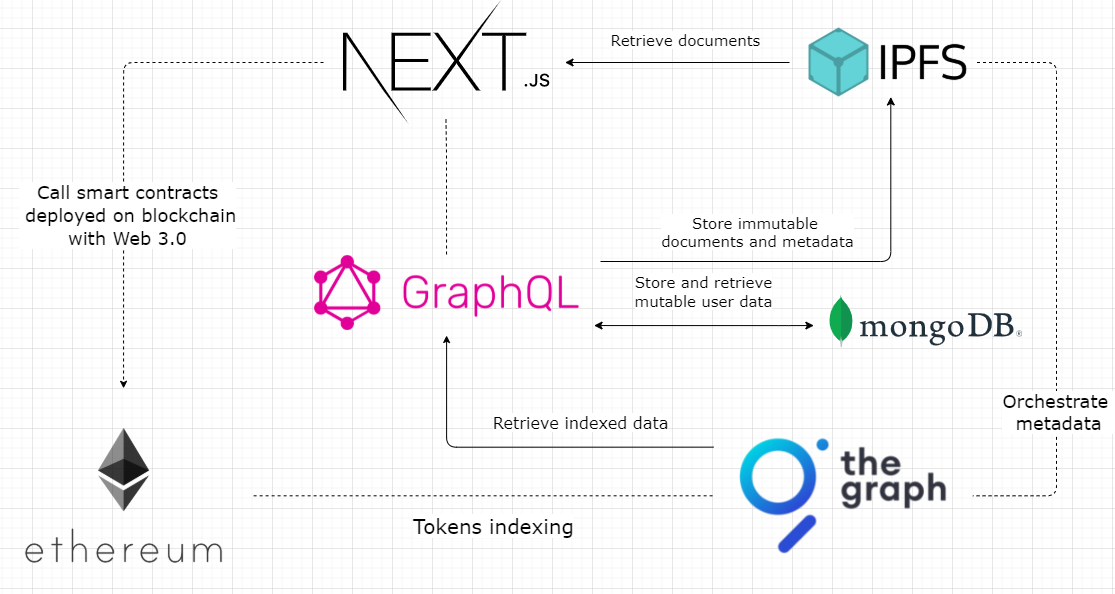 NEXT.JS
Retrieve documents
IPFS
Call smart contracts
deployed on blockchain
with Web 3.0
Store immutable
documents and metadata
GraphQL
Store and retrieve
mutable user data
mongoDB®
Orchestrate
metadata
Retrieve indexed data
the
graph
Tokens indexing
ethereum